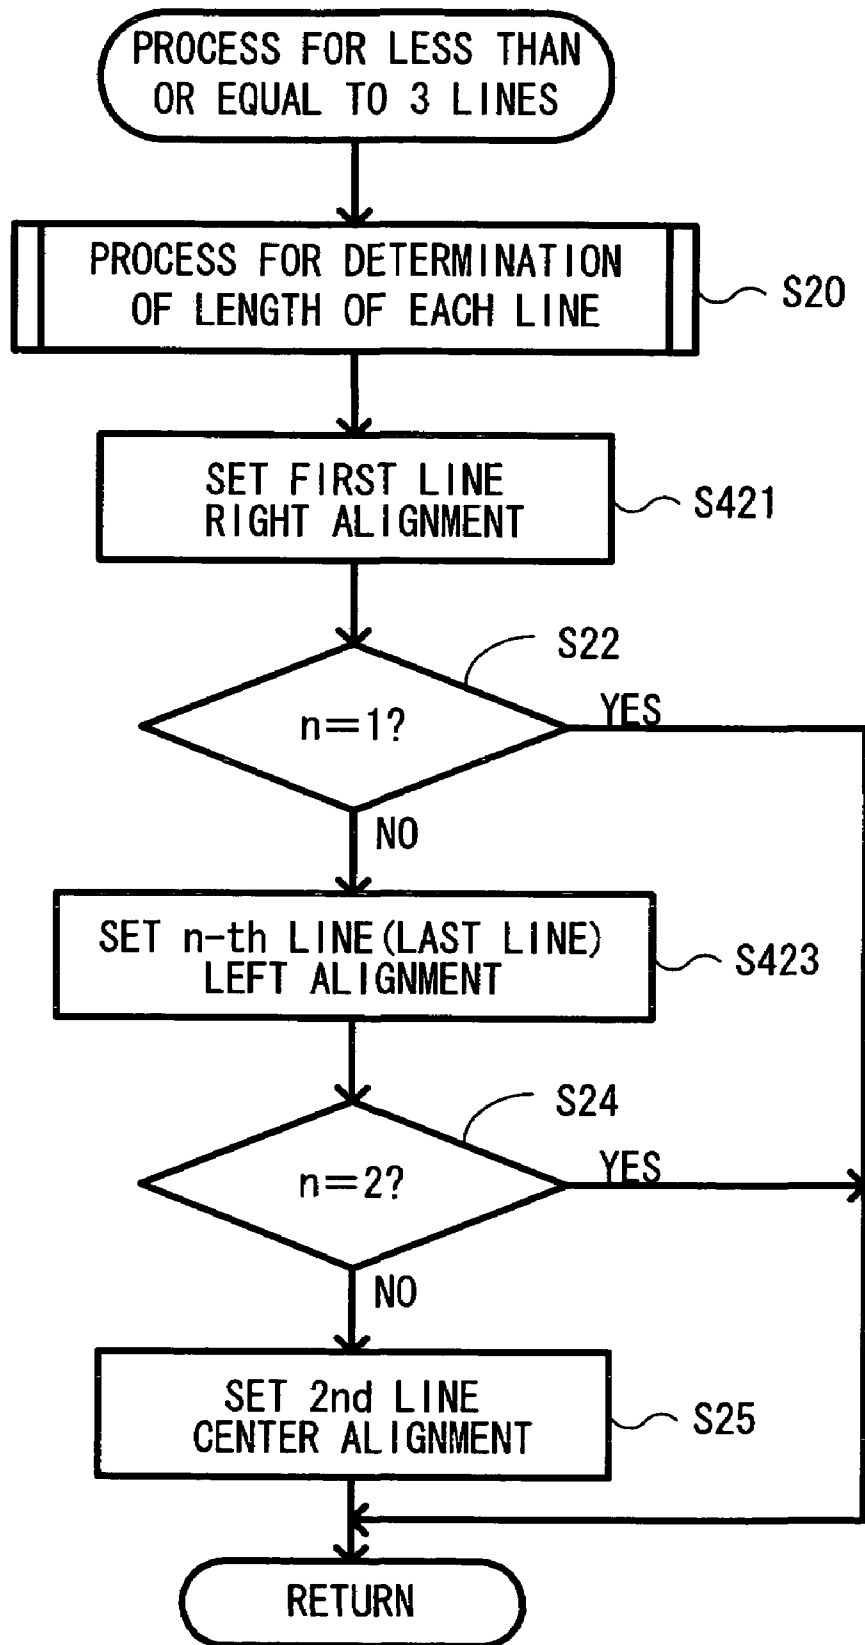 PROCESS FOR LESS THAN
OR EQUAL TO 3 LINES
PROCESS FOR DETERMINATION
OF LENGTH OF EACH LINE
S20
SET FIRST LINE
RIGHT ALIGNMENT
S421
S22
n=1?
YES
NO
SET n-th LINE(LAST LINE)
LEFT ALIGNMENT
S423
S24
n=2?
YES
NO
SET 2nd LINE
CENTER ALIGNMENT
S25
RETURN